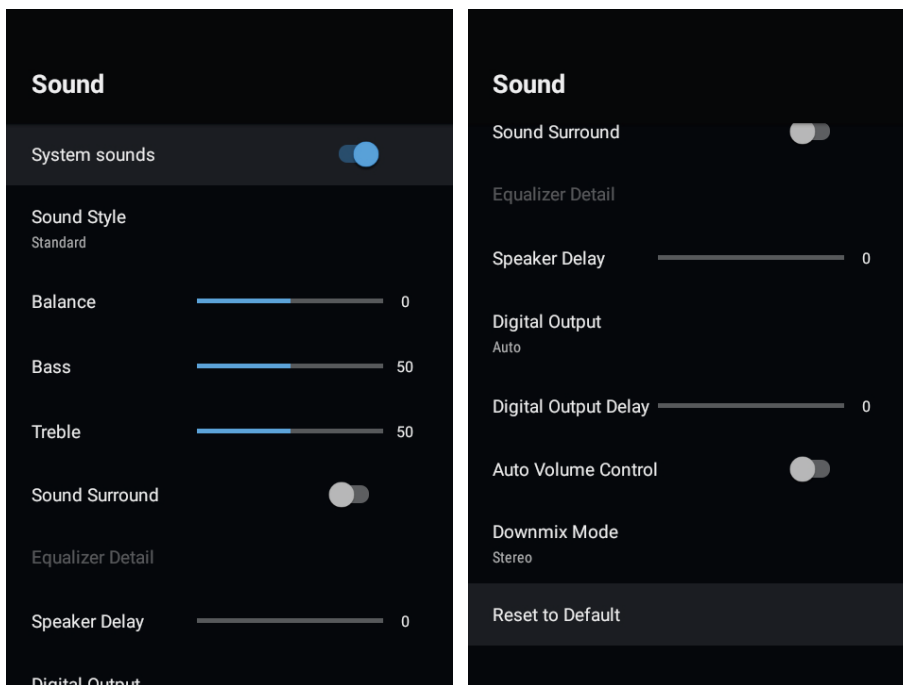 Sound
System sounds
Sound Style
Standard
Balance 0
Bass 50
Treble 50
Sound Surround
Equalizer Detail
Speaker Delay 0
Digital Output
Sound
Sound Surround
Equalizer Detail
Speaker Delay 0
Digital Output
Auto
Digital Output Delay 0
Auto Volume Control
Downmix Mode
Stereo
Reset to Default